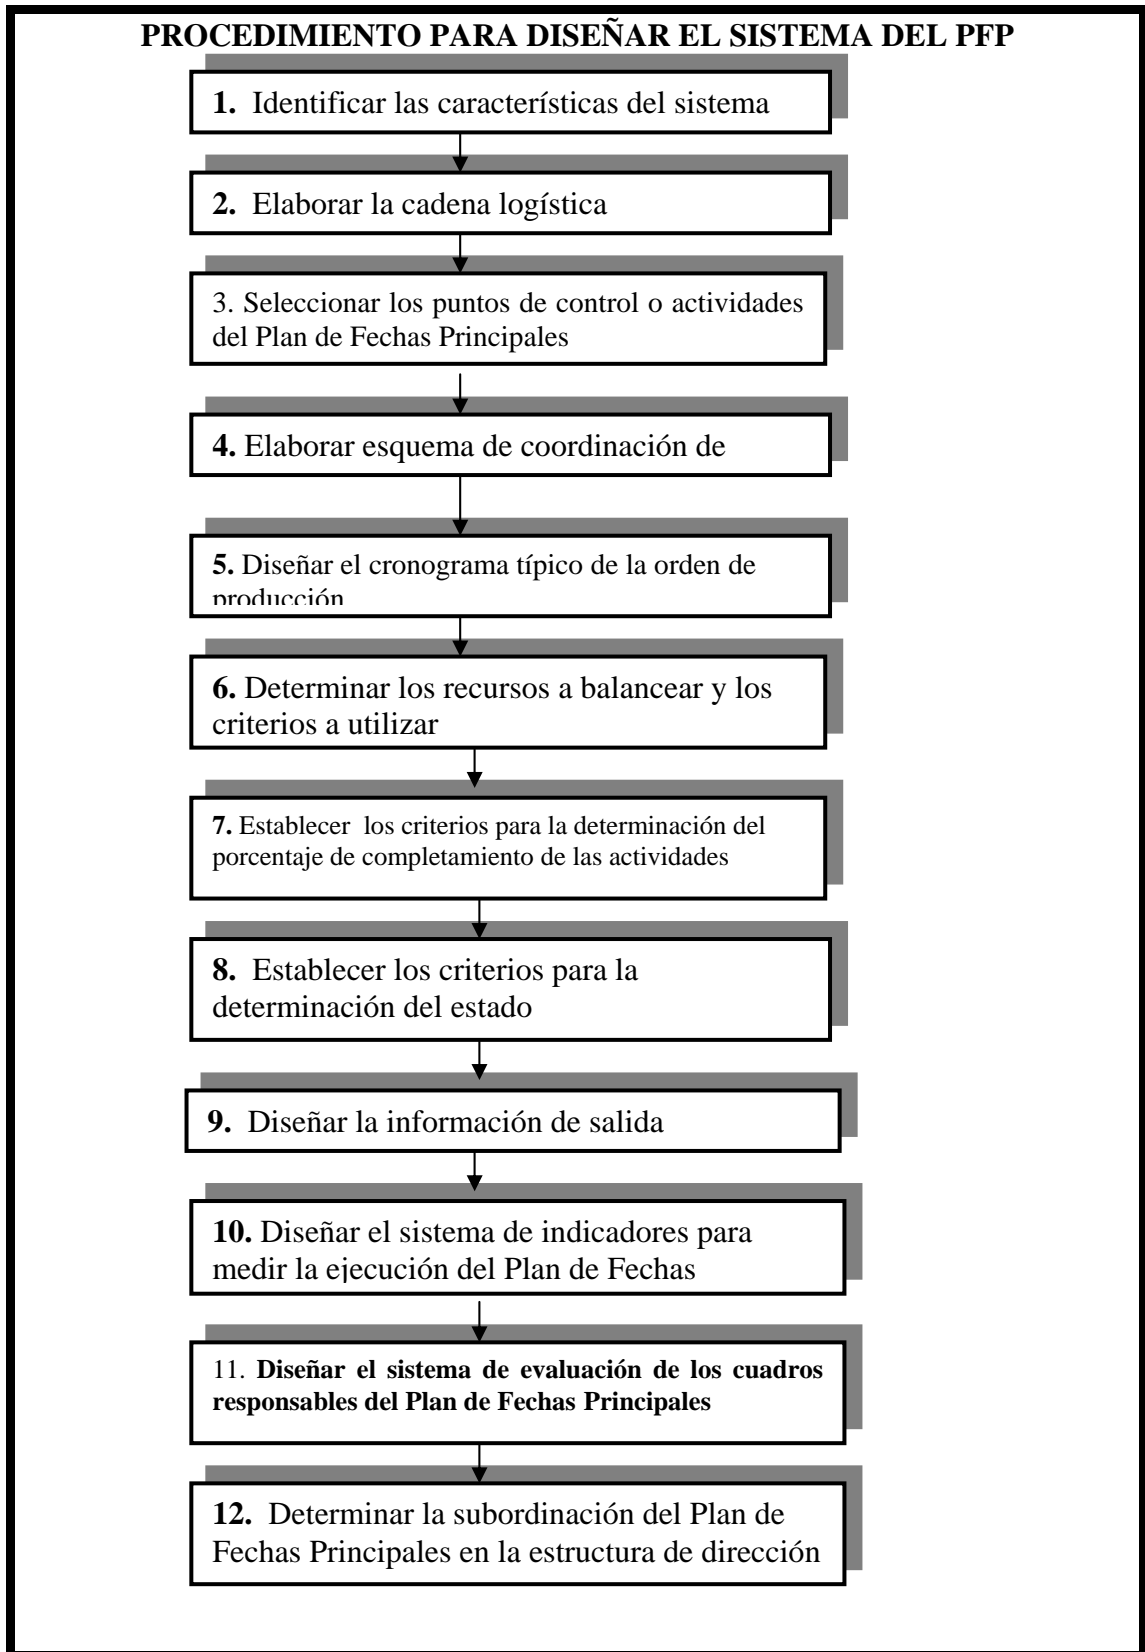 PROCEDIMIENTO PARA DISEÑAR EL SISTEMA DEL PFP
1. Identificar las características del sistema
2. Elaborar la cadena logística
3. Seleccionar los puntos de control o actividades
del Plan de Fechas Principales
4. Elaborar esquema de coordinación de
5. Diseñar el cronograma típico de la orden de
producción
6. Determinar los recursos a balancear y los
criterios a utilizar
7. Establecer los criterios para la determinación del
porcentaje de completamiento de las actividades
8. Establecer los criterios para la
determinación del estado
9. Diseñar la información de salida
10. Diseñar el sistema de indicadores para
medir la ejecución del Plan de Fechas
11. Diseñar el sistema de evaluación de los cuadros
responsables del Plan de Fechas Principales
12. Determinar la subordinación del Plan de
Fechas Principales en la estructura de dirección